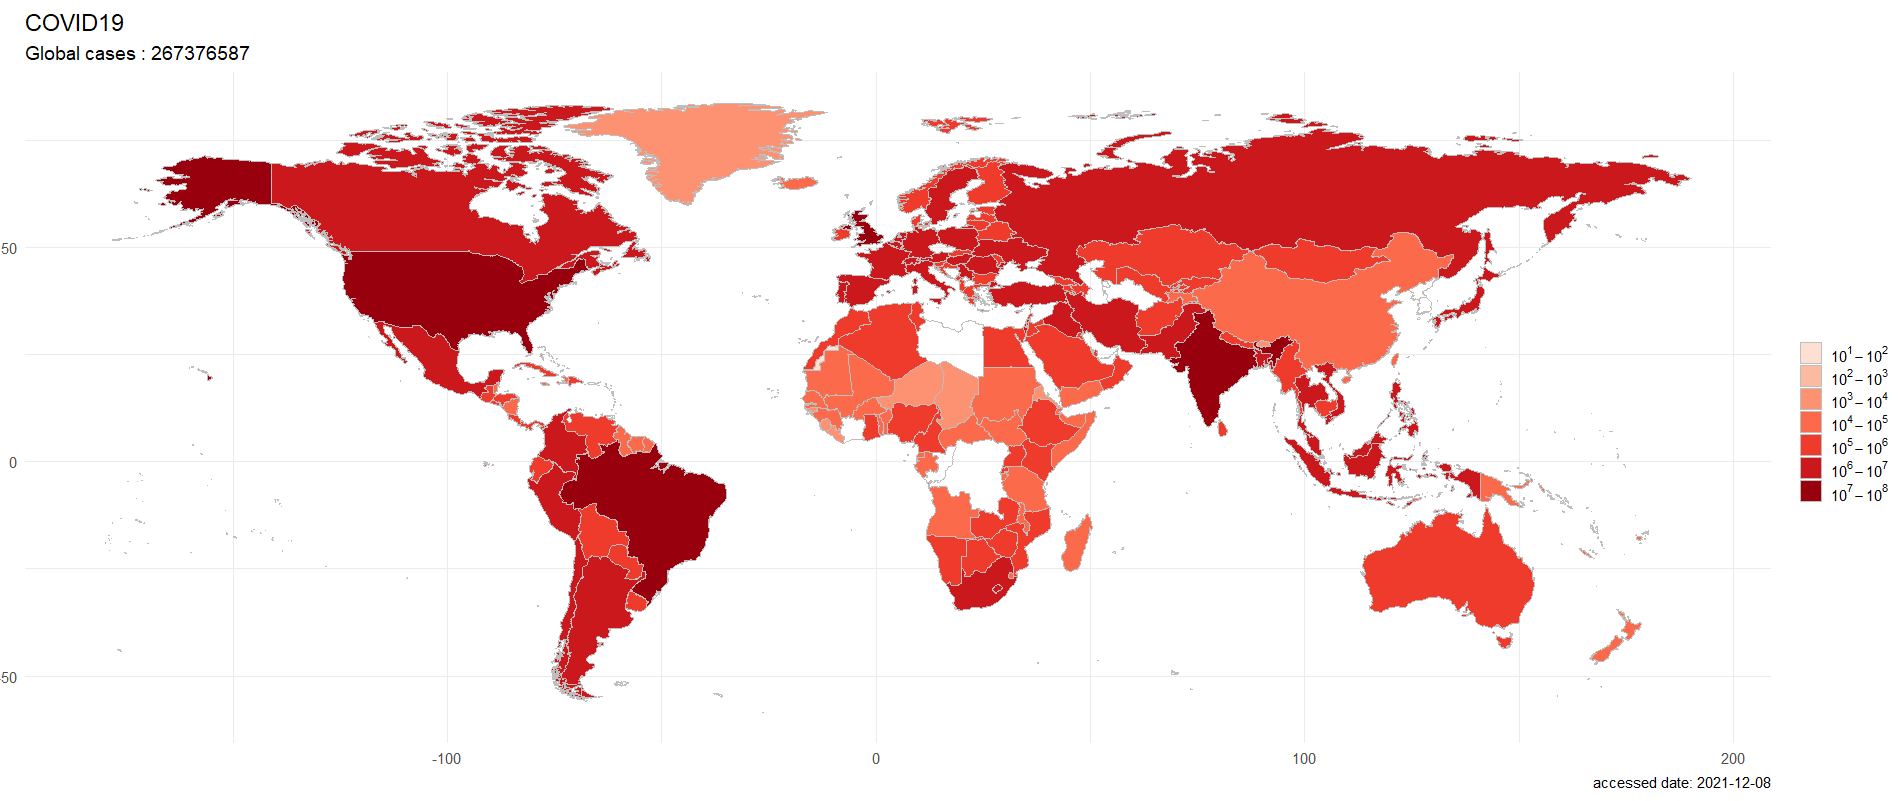 COVID19
Global cases : 267376587
50
0
-50
-100
0
100
200
10¹ – 10²
10² – 10³
10³ – 10⁴
10⁴ – 10⁵
10⁵ – 10⁶
10⁶ – 10⁷
10⁷ – 10⁸
accessed date: 2021-12-08